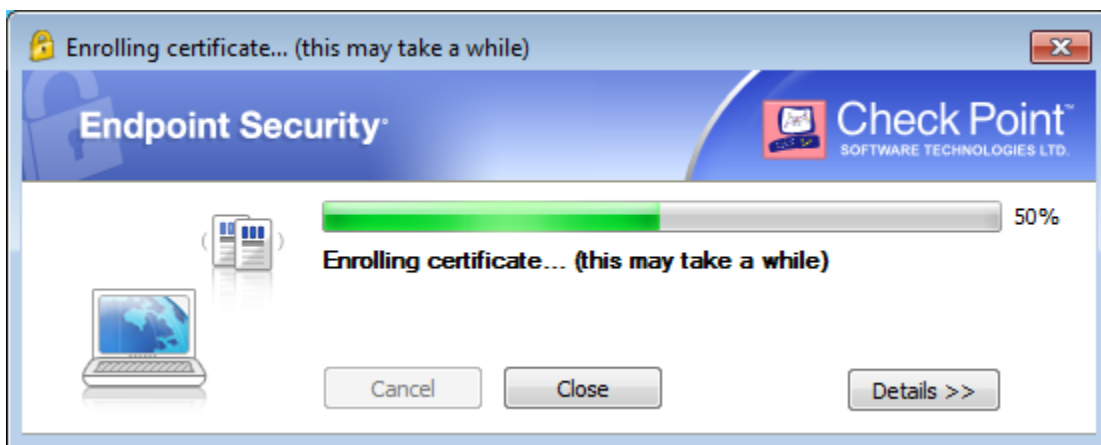 Enrolling certificate... (this may take a while)
Endpoint Security
Check Point™
SOFTWARE TECHNOLOGIES LTD.
50%
Enrolling certificate... (this may take a while)
Cancel
Close
Details >>